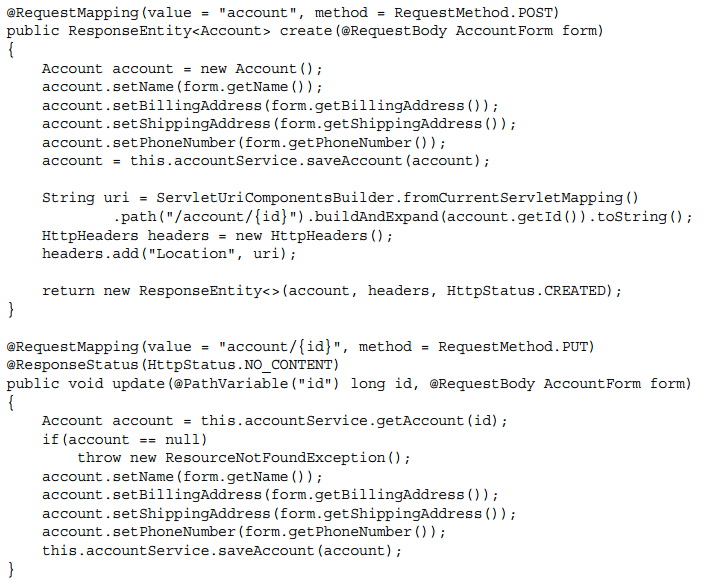 @RequestMapping(value = "account", method = RequestMethod.POST)
public ResponseEntity<Account> create(@RequestBody AccountForm form)
{
    Account account = new Account();
    account.setName(form.getName());
    account.setBillingAddress(form.getBillingAddress());
    account.setShippingAddress(form.getShippingAddress());
    account.setPhoneNumber(form.getPhoneNumber());
    account = this.accountService.saveAccount(account);

    String uri = ServletUriComponentsBuilder.fromCurrentServletMapping()
            .path("/account/{id}").buildAndExpand(account.getId()).toString();
    HttpHeaders headers = new HttpHeaders();
    headers.add("Location", uri);

    return new ResponseEntity<>(account, headers, HttpStatus.CREATED);
}

@RequestMapping(value = "account/{id}", method = RequestMethod.PUT)
@ResponseStatus(HttpStatus.NO_CONTENT)
public void update(@PathVariable("id") long id, @RequestBody AccountForm form)
{
    Account account = this.accountService.getAccount(id);
    if(account == null)
        throw new ResourceNotFoundException();
    account.setName(form.getName());
    account.setBillingAddress(form.getBillingAddress());
    account.setShippingAddress(form.getShippingAddress());
    account.setPhoneNumber(form.getPhoneNumber());
    this.accountService.saveAccount(account);
}